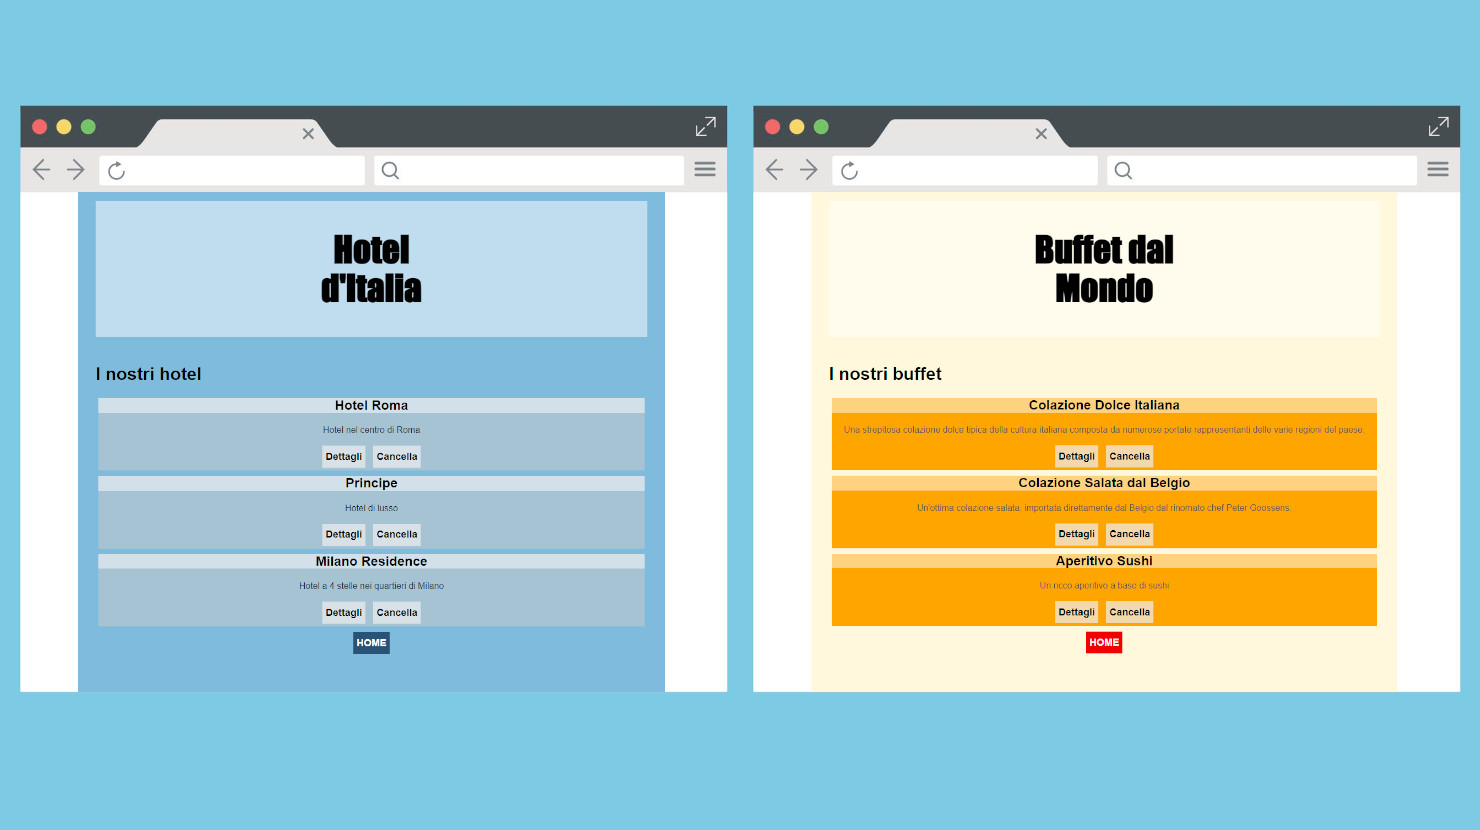 Hotel
d'Italia
I nostri hotel
Hotel Roma
Hotel nel centro di Roma
Dettagli Cancella
Principe
Hotel di lusso
Dettagli Cancella
Milano Residence
Hotel a 4 stelle nei quartieri di Milano
Dettagli Cancella
HOME
Buffet dal
Mondo
I nostri buffet
Colazione Dolce Italiana
Una strepitosa colazione dolce tipica della cultura italiana composta da numerose portate rappresentanti delle varie regioni del paese.
Dettagli Cancella
Colazione Salata dal Belgio
Un'ottima colazione salata, importata direttamente dal Belgio dal rinomato chef Peter Goossens.
Dettagli Cancella
Aperitivo Sushi
Un ricco aperitivo a base di sushi
Dettagli Cancella
HOME